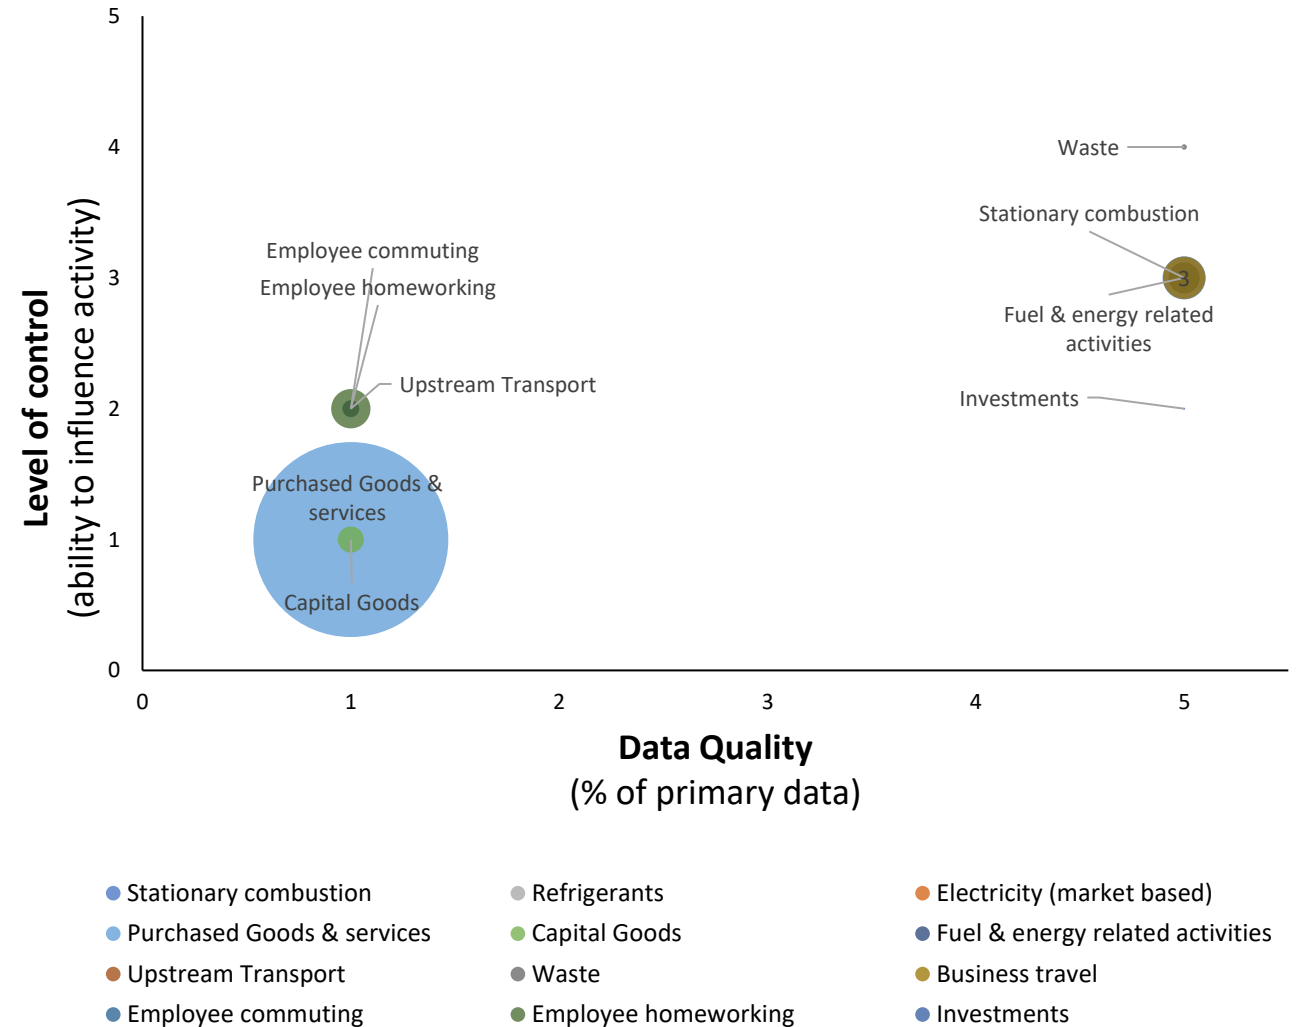 5
4
3
2
1
0
Level of control
(ability to influence activity)
Waste
Stationary combustion
3
Fuel & energy related
activities
Investments
Employee commuting
Employee homeworking
Upstream Transport
Purchased Goods &
services
Capital Goods
0 1 2 3 4 5
Data Quality
(% of primary data)
Stationary combustion Refrigerants Electricity (market based)
Purchased Goods & services Capital Goods Fuel & energy related activities
Upstream Transport Waste Business travel
Employee commuting Employee homeworking Investments